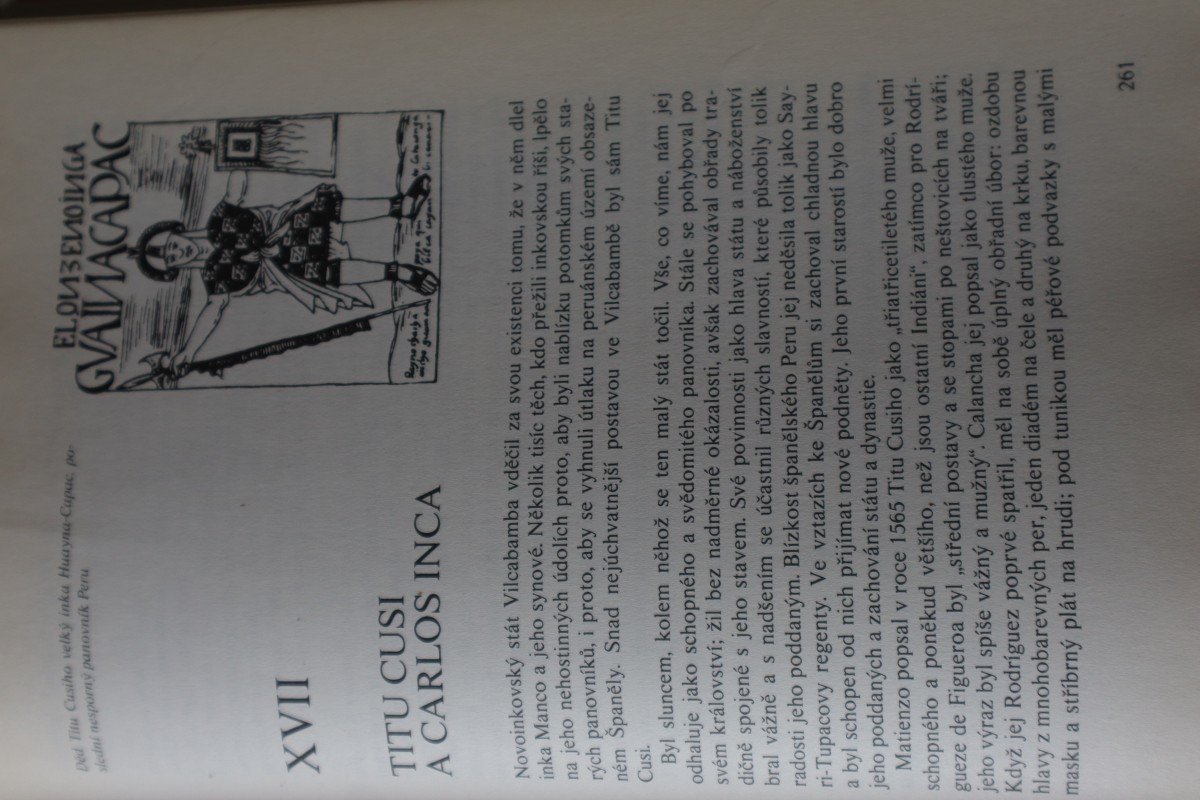 Děd Titu Cusiho velký inka Huayna-Capac, po-
slední nesporný panovník Peru
EL ONZENO INGA
GVAINACAPAC
XVII
TITU CUSI
A CARLOS INCA
Novoinkovský stát Vilcabamba vděčil za svou existenci tomu, že v něm dlel
inka Manco a jeho synové. Několik tisíc těch, kdo přežili inkovskou říši, lpělo
na jeho nehostinných údolích proto, aby byli nablízku potomkům svých sta-
rých panovníků, i proto, aby se vyhnuli útlaku na peruánském území obsaze-
ném Španěly. Snad nejúchvatnější postavou ve Vilcabambě byl sám Titu
Cusi.
Byl sluncem, kolem něhož se ten malý stát točil. Vše, co víme, nám jej
odhaluje jako schopného a svědomitého panovníka. Stále se pohyboval po
svém království; žil bez nadměrné okázalosti, avšak zachovával obřady tra-
dičně spojené s jeho stavem. Své povinnosti jako hlava státu a náboženství
bral vážně a s nadšením se účastnil různých slavností, které působily tolik
radosti jeho poddaným. Blízkost španělského Peru jej neděsila tolik jako Say-
ri-Tupacovy regenty. Ve vztazích ke Španělům si zachoval chladnou hlavu
a byl schopen od nich přijímat nové podněty. Jeho první starostí bylo dobro
jeho poddaných a zachování státu a dynastie.
Matienzo popsal v roce 1565 Titu Cusiho jako „třiatřicetiletého muže, velmi
schopného a poněkud většího, než jsou ostatní Indiáni“, zatímco pro Rodrí-
gueze de Figueroa byl „střední postavy a se stopami po neštovicích na tváři;
jeho výraz byl spíše vážný a mužný“. Calancha jej popsal jako tlustého muže.
Když jej Rodríguez poprvé spatřil, měl na sobě úplný obřadní úbor: ozdobu
hlavy z mnohobarevných per, jeden diadém na čele a druhý na krku, barevnou
masku a stříbrný plát na hrudi; pod tunikou měl péřové podvazky s malými
261